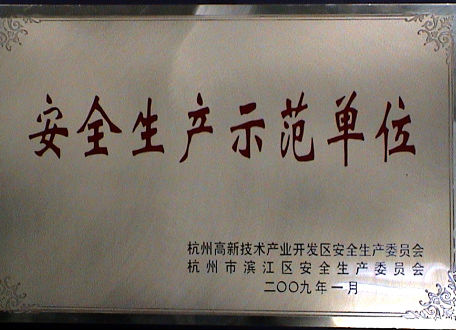 安全生产示范单位
杭州高新技术产业开发区安全生产委员会
杭州市滨江区安全生产委员会
二〇〇九年一月